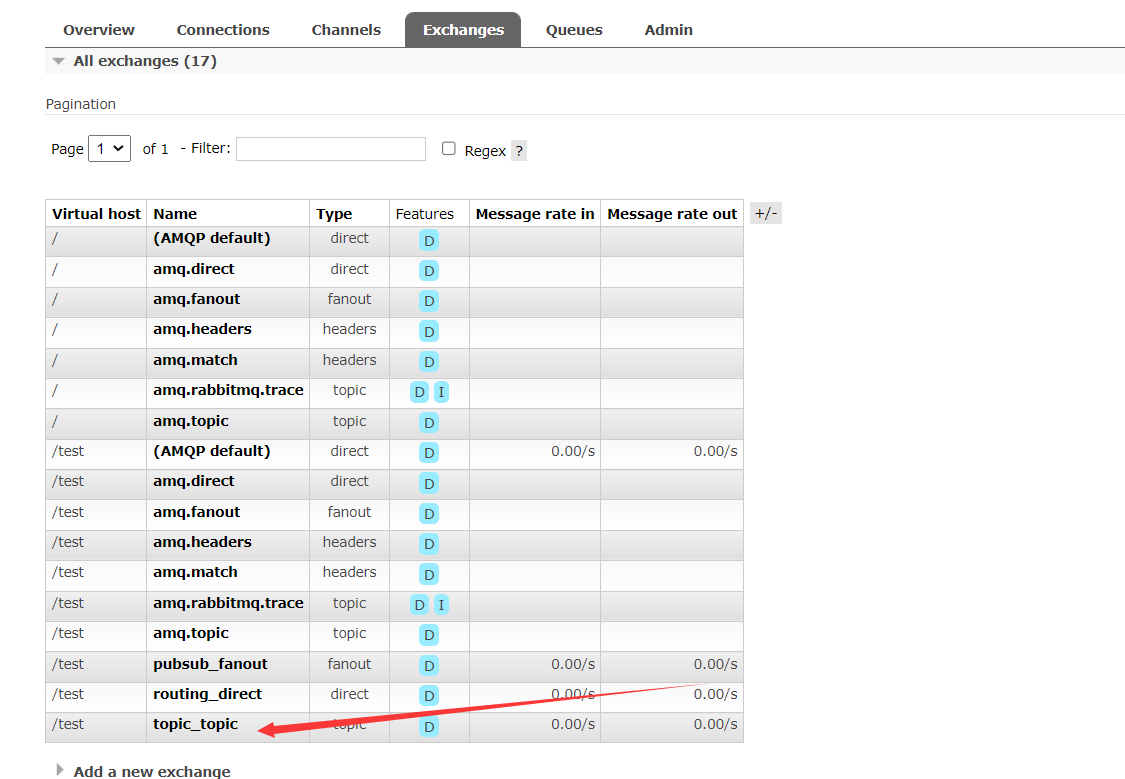 Overview Connections Channels Exchanges Queues Admin
All exchanges (17)
Pagination
Page 1 of 1 - Filter: Regex ?
Virtual host Name Type Features Message rate in Message rate out +/-
/ (AMQP default) direct D
/ amq.direct direct D
/ amq.fanout fanout D
/ amq.headers headers D
/ amq.match headers D
/ amq.rabbitmq.trace topic D I
/ amq.topic topic D
/test (AMQP default) direct D 0.00/s 0.00/s
/test amq.direct direct D
/test amq.fanout fanout D
/test amq.headers headers D
/test amq.match headers D
/test amq.rabbitmq.trace topic D I
/test amq.topic topic D
/test pubsub_fanout fanout D 0.00/s 0.00/s
/test routing_direct direct D 0.00/s 0.00/s
/test topic_topic topic D 0.00/s 0.00/s
Add a new exchange